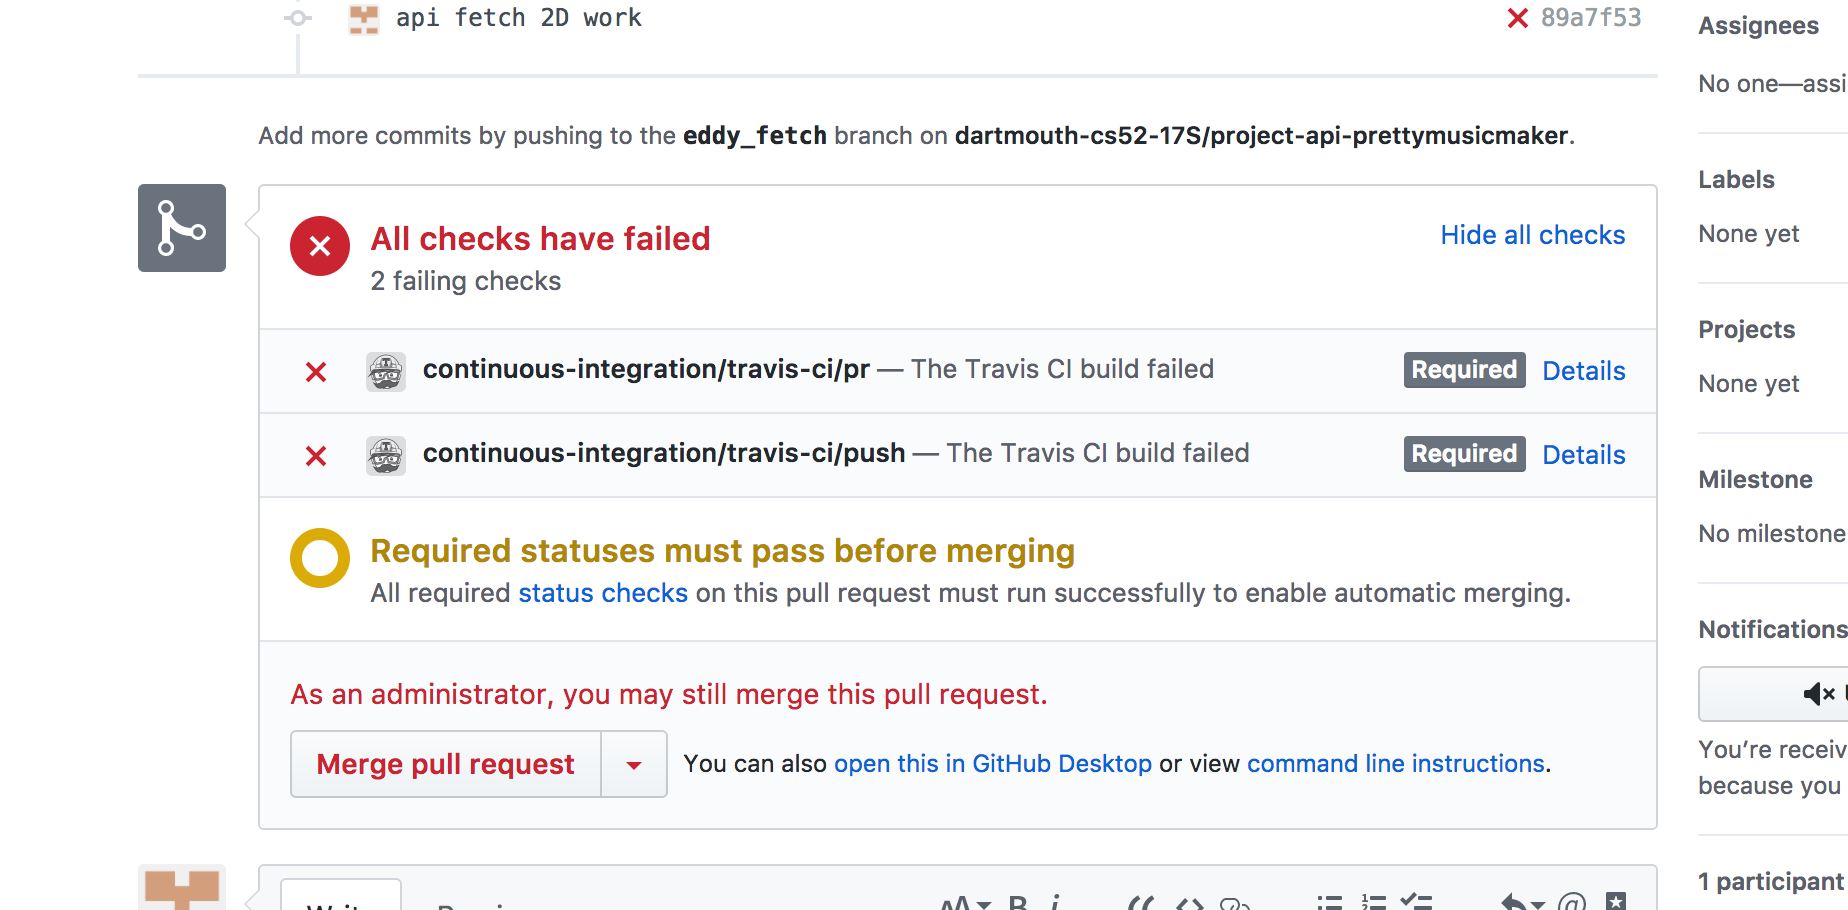 api fetch 2D work 89a7f53
Add more commits by pushing to the eddy_fetch branch on dartmouth-cs52-17S/project-api-prettymusicmaker.
All checks have failed
2 failing checks
Hide all checks
continuous-integration/travis-ci/pr — The Travis CI build failed Required Details
continuous-integration/travis-ci/push — The Travis CI build failed Required Details
Required statuses must pass before merging
All required status checks on this pull request must run successfully to enable automatic merging.
As an administrator, you may still merge this pull request.
Merge pull request
You can also open this in GitHub Desktop or view command line instructions.
Assignees
No one—assi
Labels
None yet
Projects
None yet
Milestone
No milestone
Notifications
You’re receiv
because you
1 participant